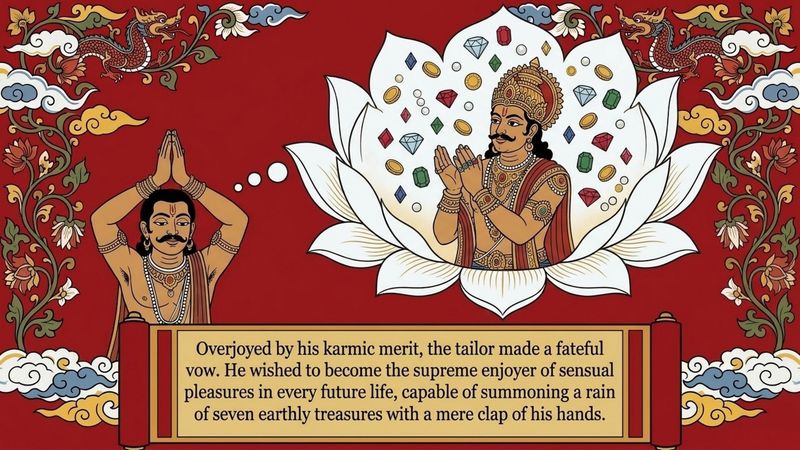 Overjoyed by his karmic merit, the tailor made a fateful
vow. He wished to become the supreme enjoyer of sensual
pleasures in every future life, capable of summoning a rain
of seven earthly treasures with a mere clap of his hands.